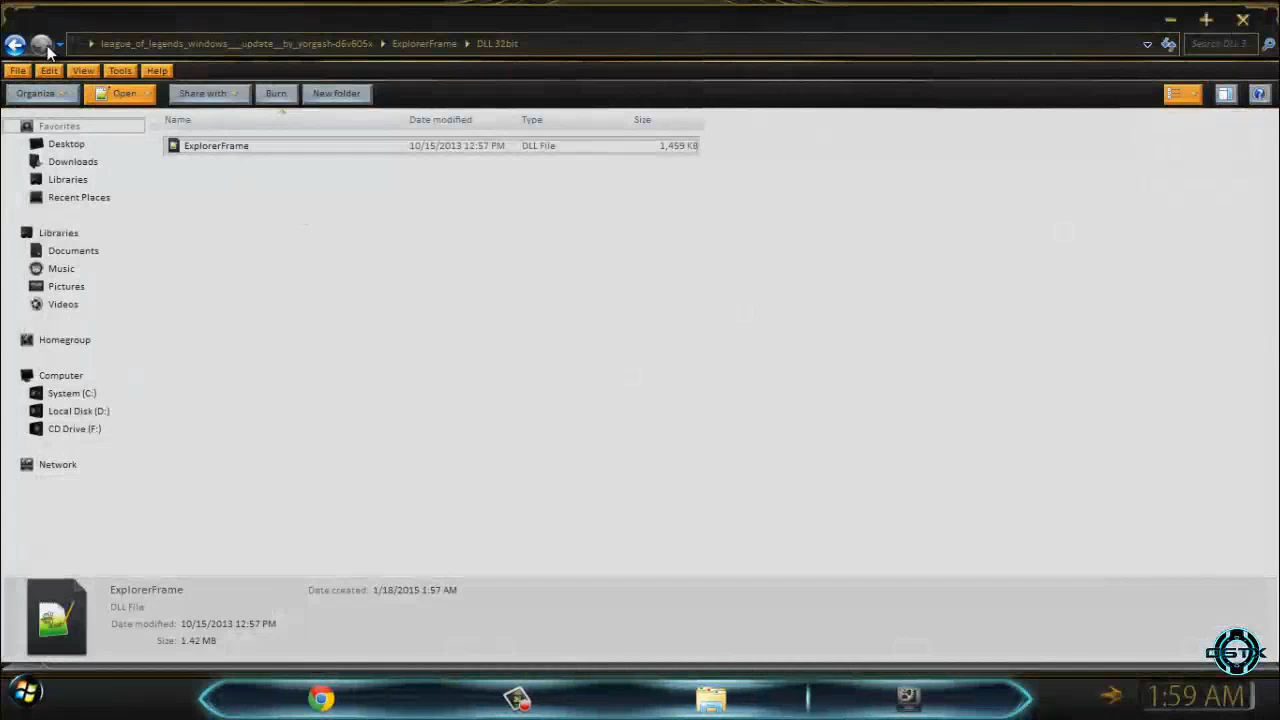 league_of_legends_windows___update__by_yorgash-d6v605x ExplorerFrame DLL 32bit
Search DLL 3
File Edit View Tools Help
Organize Open Share with Burn New folder
Name Date modified Type Size
Favorites
ExplorerFrame 10/15/2013 12:57 PM DLL File 1,459 KB
Desktop
Downloads
Libraries
Recent Places
Libraries
Documents
Music
Pictures
Videos
Homegroup
Computer
System (C:)
Local Disk (D:)
CD Drive (F:)
Network
ExplorerFrame Date created: 1/18/2015 1:57 AM
DLL File
Date modified: 10/15/2013 12:57 PM
Size: 1.42 MB
1:59 AM